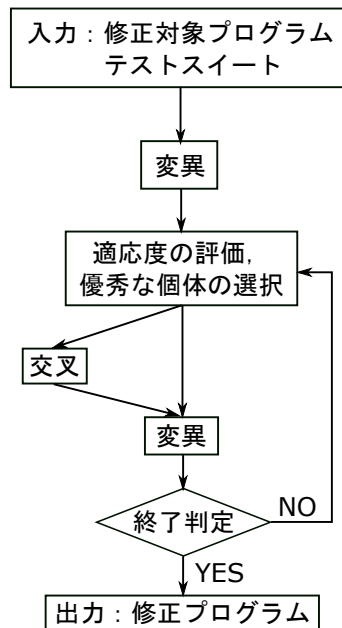 入力：修正対象プログラム
テストスイート
変異
適応度の評価,
優秀な個体の選択
交叉
変異
終了判定
NO
YES
出力：修正プログラム